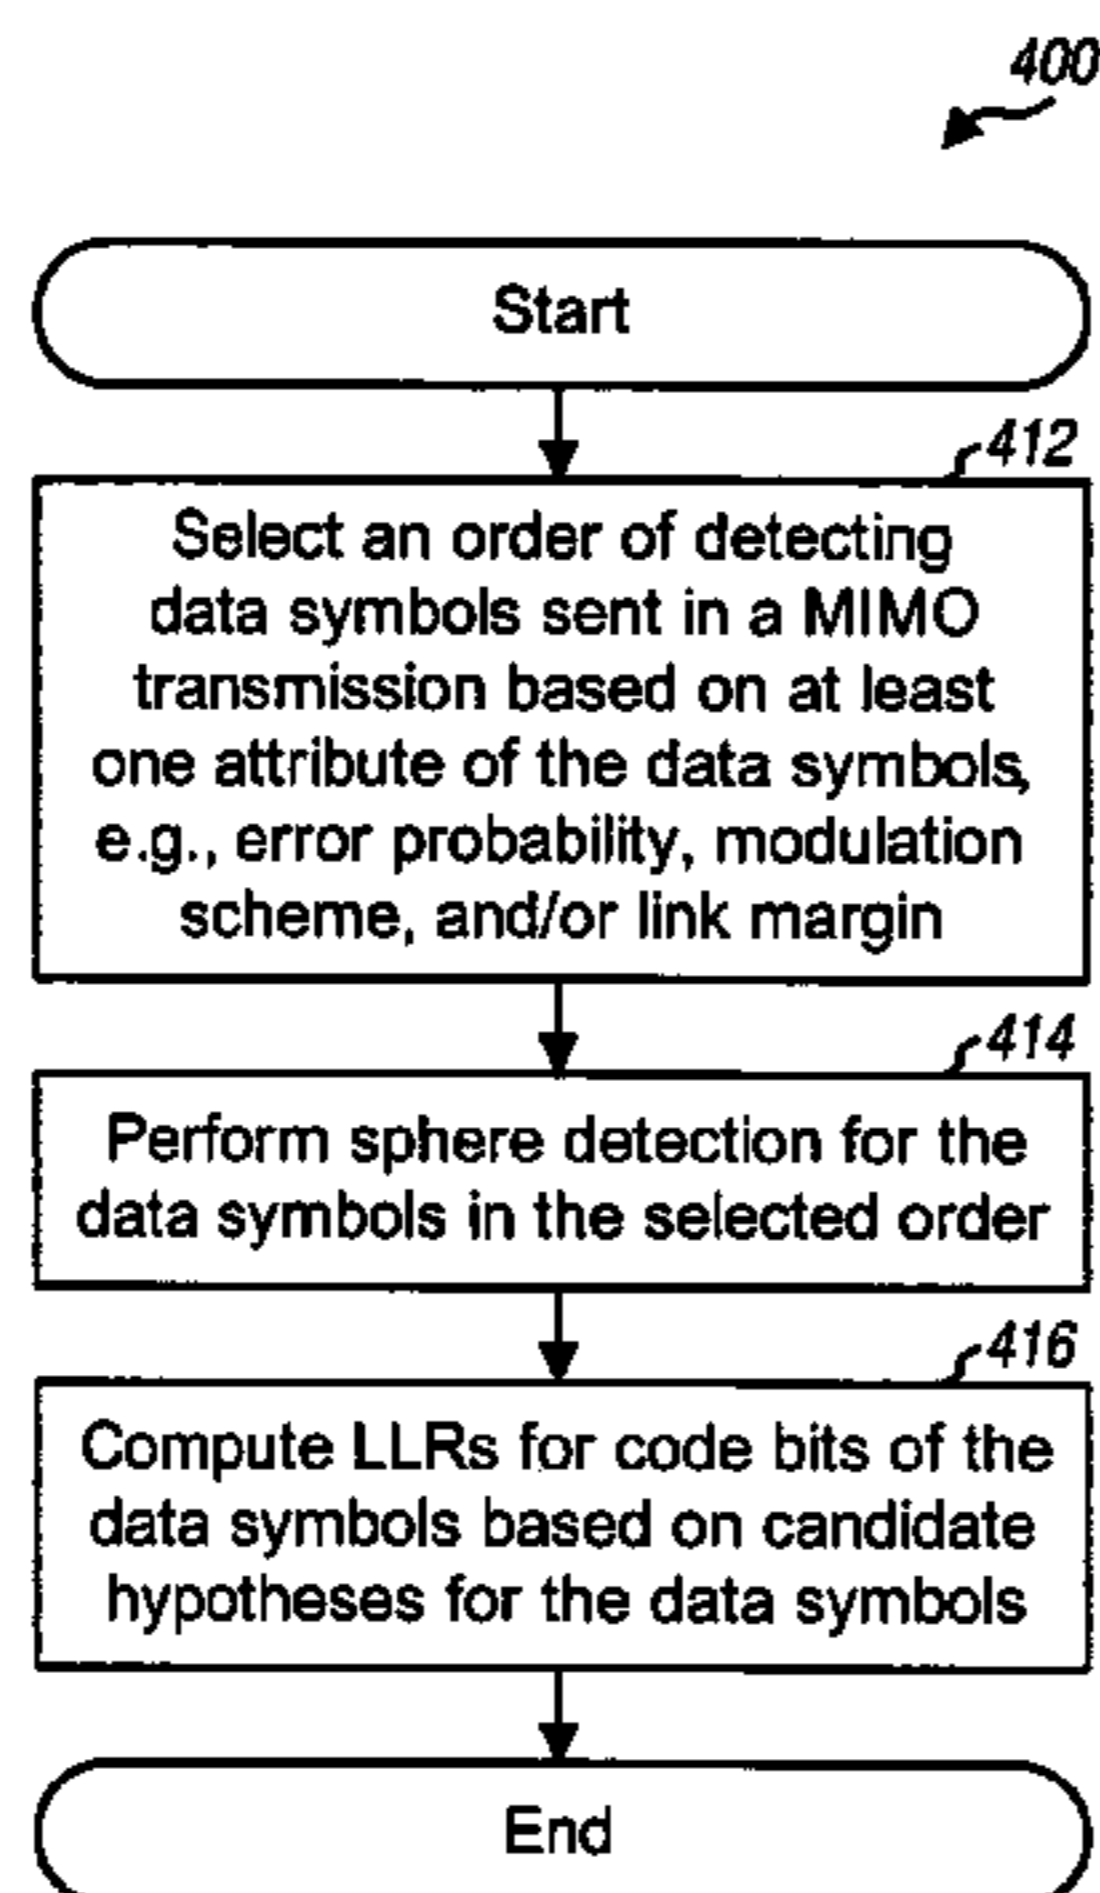 400
Start
412
Select an order of detecting
data symbols sent in a MIMO
transmission based on at least
one attribute of the data symbols,
e.g., error probability, modulation
scheme, and/or link margin
414
Perform sphere detection for the
data symbols in the selected order
416
Compute LLRs for code bits of the
data symbols based on candidate
hypotheses for the data symbols
End